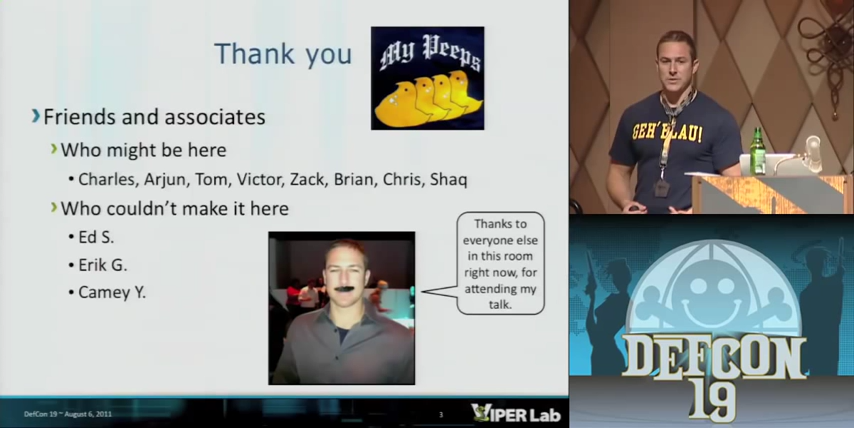 Thank you
My Peeps
›Friends and associates
›Who might be here
• Charles, Arjun, Tom, Victor, Zack, Brian, Chris, Shaq
›Who couldn't make it here
• Ed S.
• Erik G.
• Camey Y.
Thanks to
everyone else
in this room
right now, for
attending my
talk.
DefCon 19 ~ August 6, 2011
3
VIPER Lab
GEH'BLAU!
DEFCON
19